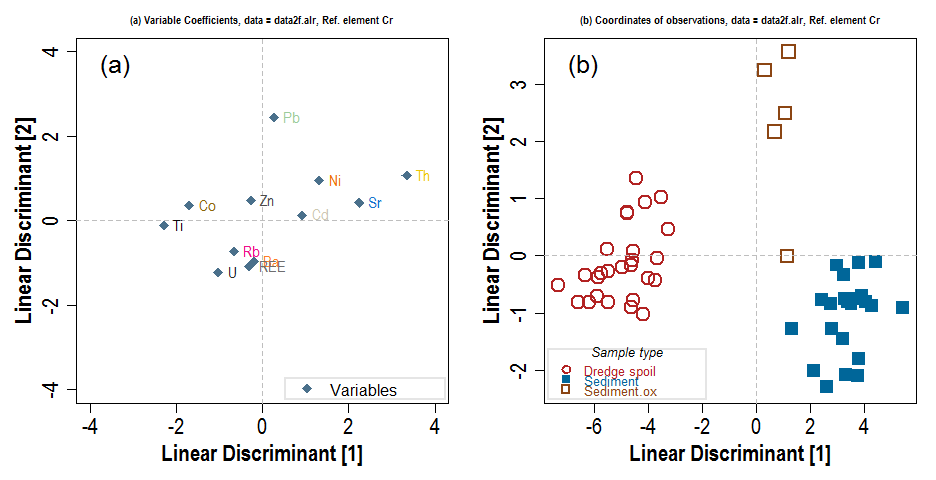 (a) Variable Coefficients, data = data2f.alr, Ref. element Cr
(a)
Linear Discriminant [2]
4
2
0
-2
-4
Pb
Th
Ni
Sr
Zn
Co
Cd
Ti
Rb
Ba
REE
U
Variables
-4
-2
0
2
4
Linear Discriminant [1]
(b) Coordinates of observations, data = data2f.alr, Ref. element Cr
(b)
Linear Discriminant [2]
3
2
1
0
-1
-2
Sample type
Dredge spoil
Sediment
Sediment.ox
-6
-4
-2
0
2
4
Linear Discriminant [1]